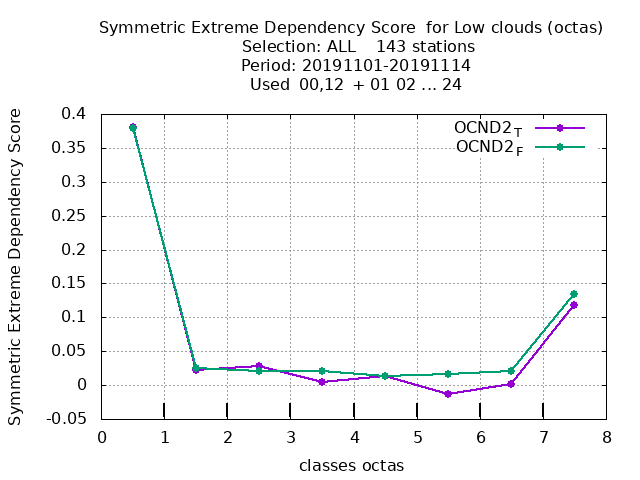 Symmetric Extreme Dependency Score  for Low clouds (octas)
Selection: ALL    143 stations
Period: 20191101-20191114
Used  00,12  + 01 02 ... 24
Symmetric Extreme Dependency Score
0.4
0.35
0.3
0.25
0.2
0.15
0.1
0.05
0
-0.05
OCND2T
OCND2F
0 1 2 3 4 5 6 7 8
classes octas